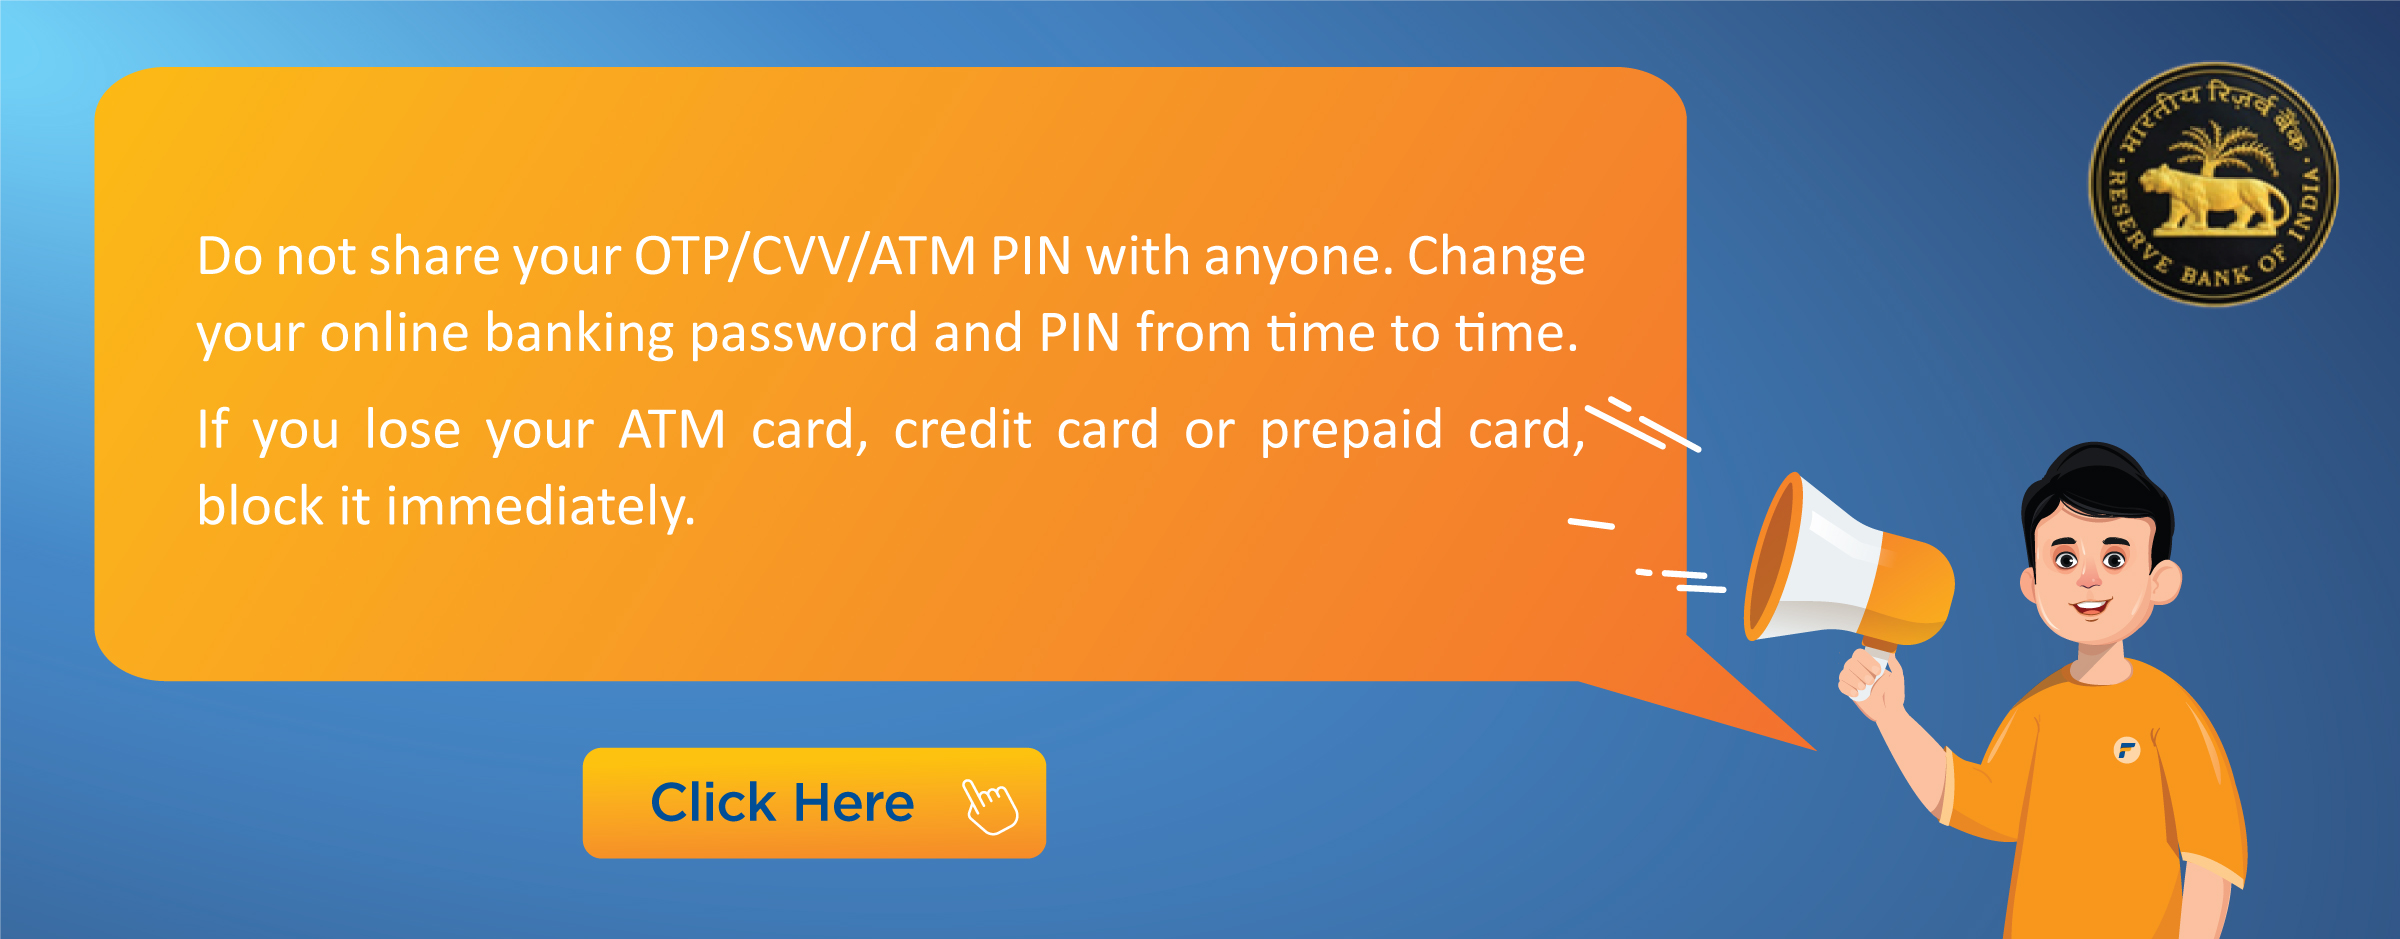 Do not share your OTP/CVV/ATM PIN with anyone. Change
your online banking password and PIN from time to time.
If you lose your ATM card, credit card or prepaid card,
block it immediately.
Click Here
भारतीय रिज़र्व बैंक
RESERVE BANK OF INDIA
F